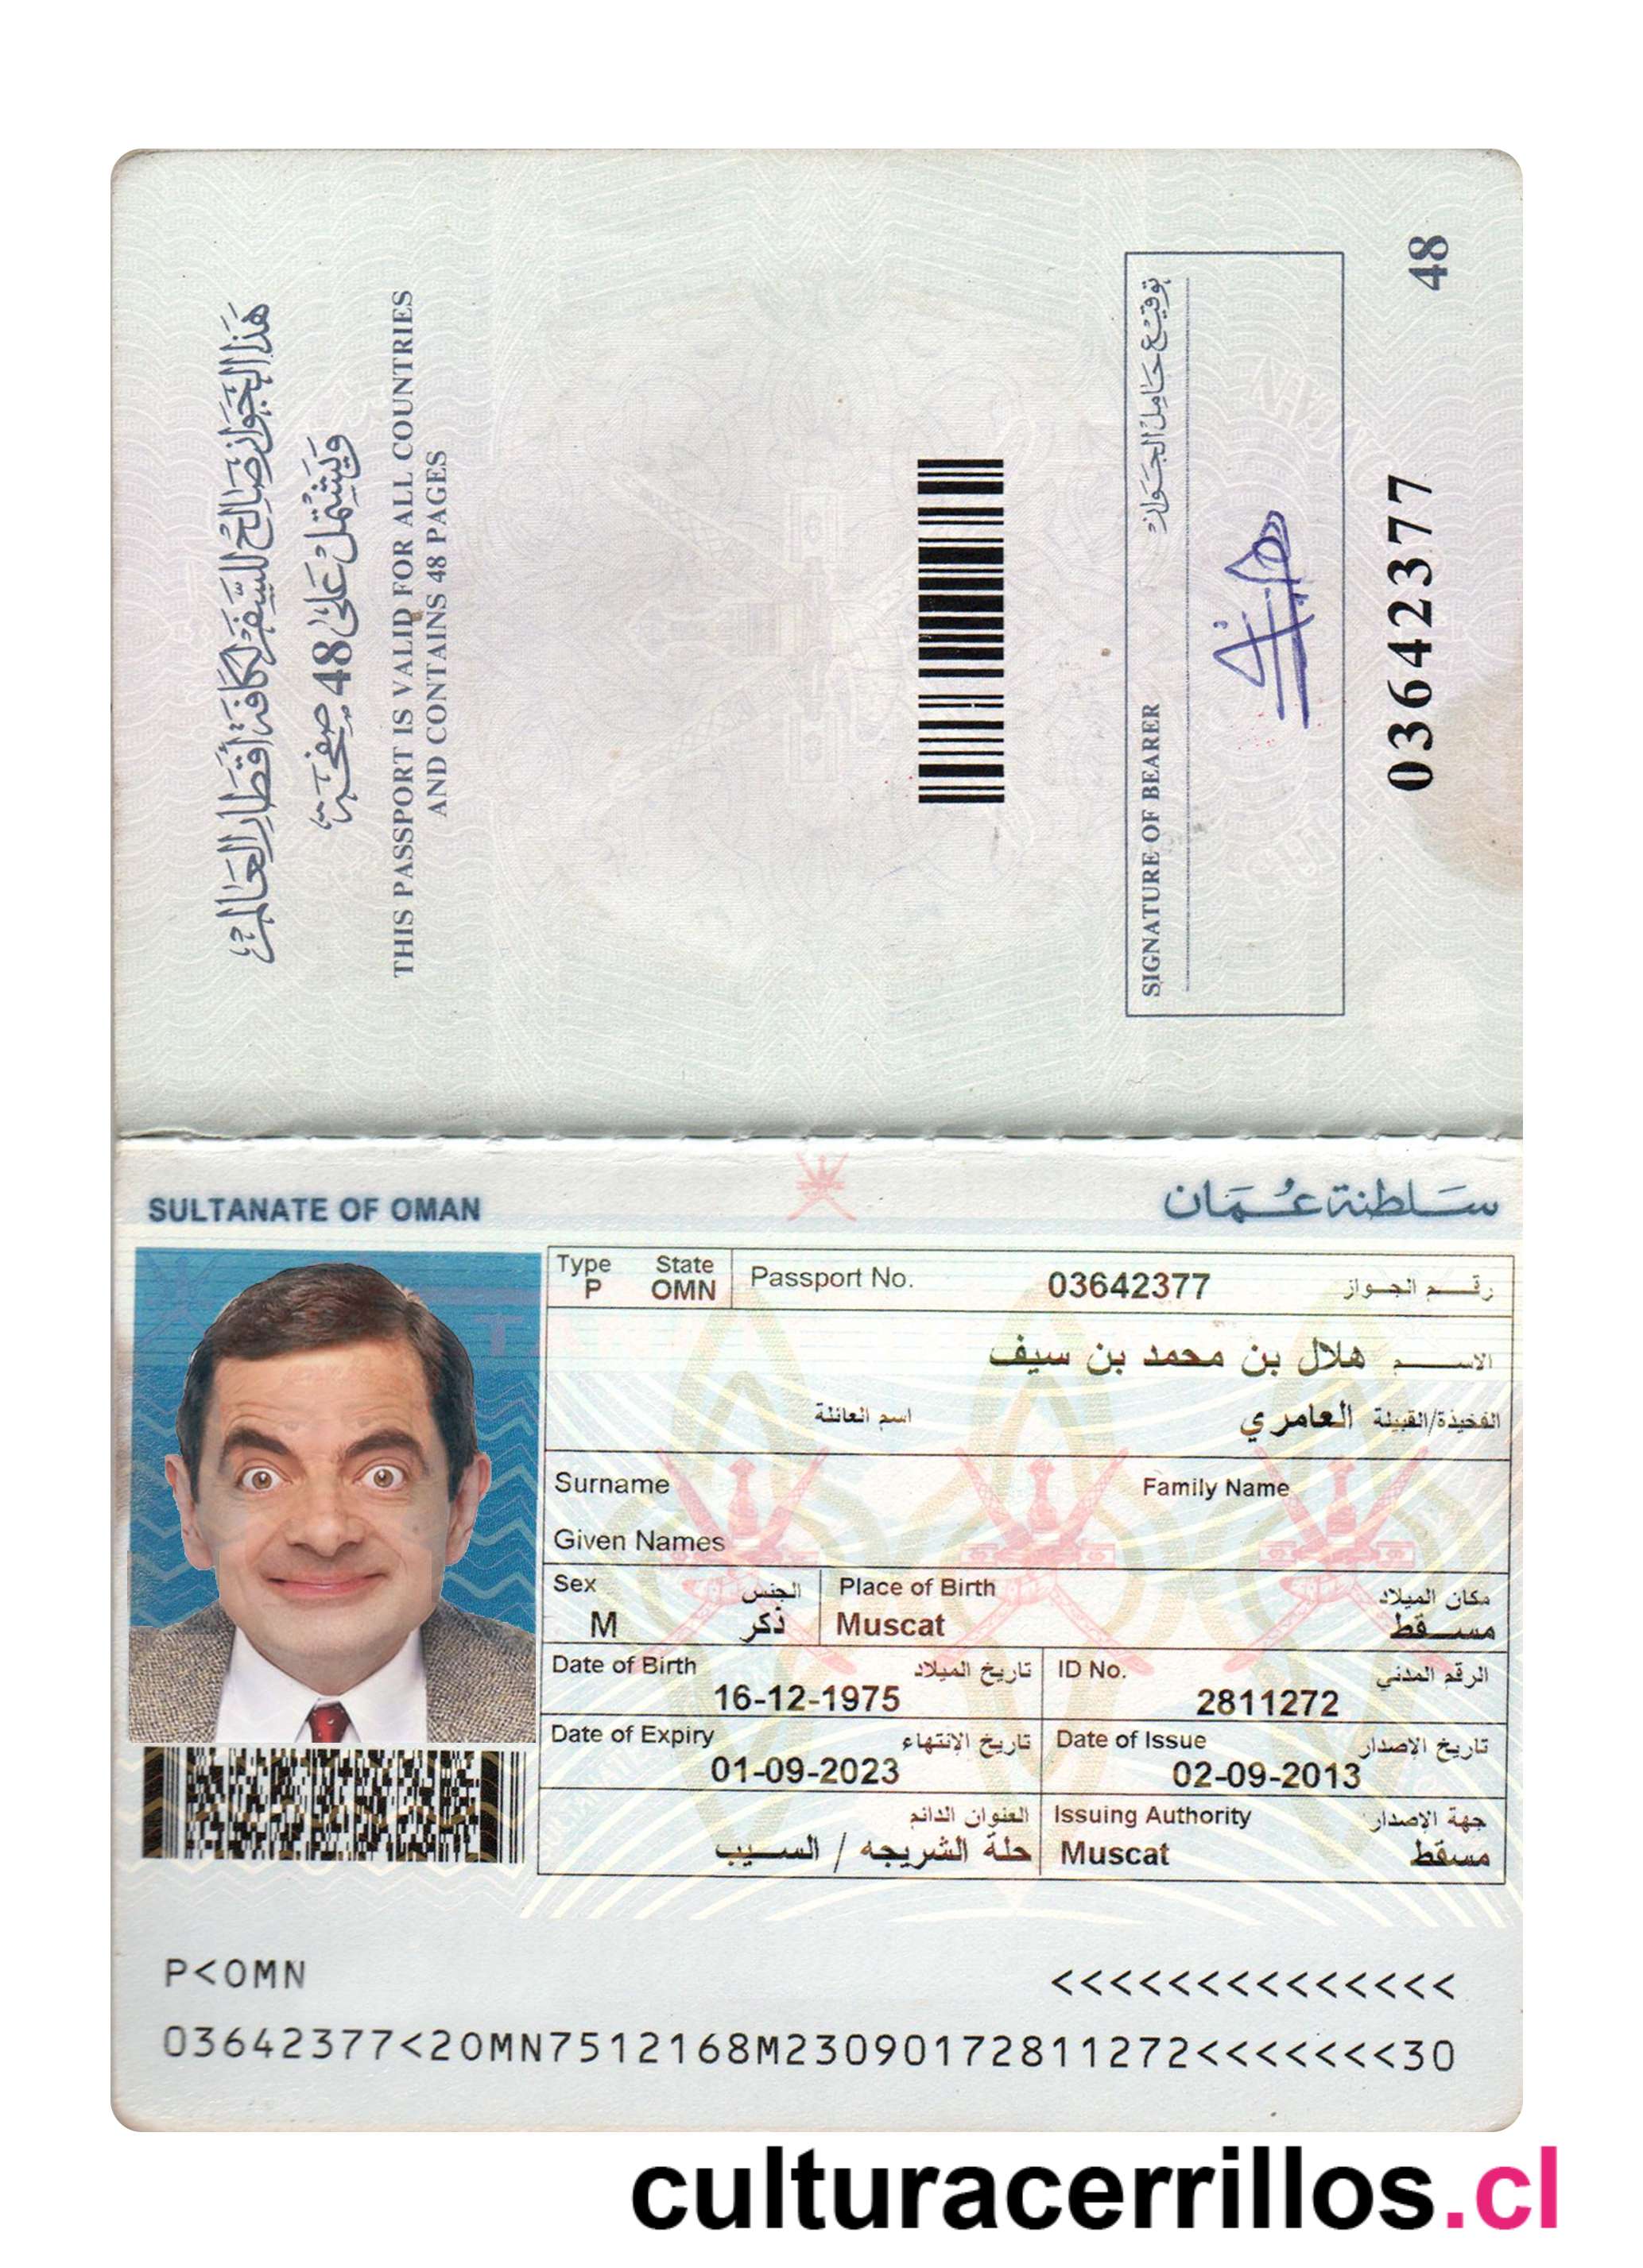 هذا الجواز صالح للسفر لكافة أقطار العالم
ويشتمل على 48 صفحة
THIS PASSPORT IS VALID FOR ALL COUNTRIES
AND CONTAINS 48 PAGES
توقيع حامل الجواز
SIGNATURE OF BEARER
03642377
48
SULTANATE OF OMAN سلطنة عمان
Type State Passport No. 03642377 رقم الجواز
P OMN
الاسم هلال بن محمد بن سيف
الفخيذة/القبيلة العامري اسم العائلة
Surname Family Name
Given Names
Sex الجنس Place of Birth مكان الميلاد
M ذكر Muscat مسقط
Date of Birth تاريخ الميلاد ID No. الرقم المدني
16-12-1975 2811272
Date of Expiry تاريخ الإنتهاء Date of Issue تاريخ الاصدار
01-09-2023 02-09-2013
العنوان الدائم Issuing Authority جهة الإصدار
حلة الشريجه / السيب Muscat مسقط
P<OMN <<<<<<<<<<<<<<
03642377<2OMN7512168M23090172811272<<<<<<<30
culturacerrillos.cl